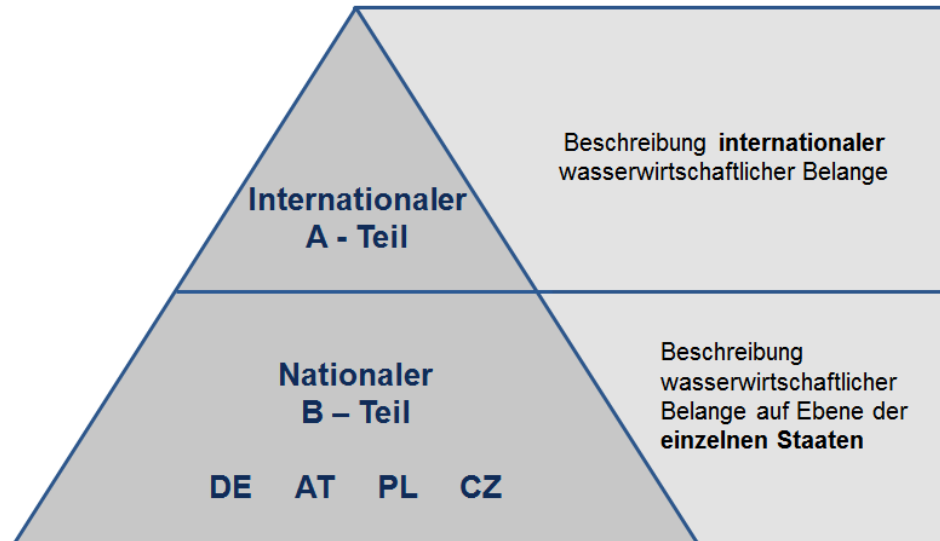 Beschreibung internationaler
wasserwirtschaftlicher Belange
Internationaler
A - Teil
Nationaler
B – Teil
DE AT PL CZ
Beschreibung
wasserwirtschaftlicher
Belange auf Ebene der
einzelnen Staaten